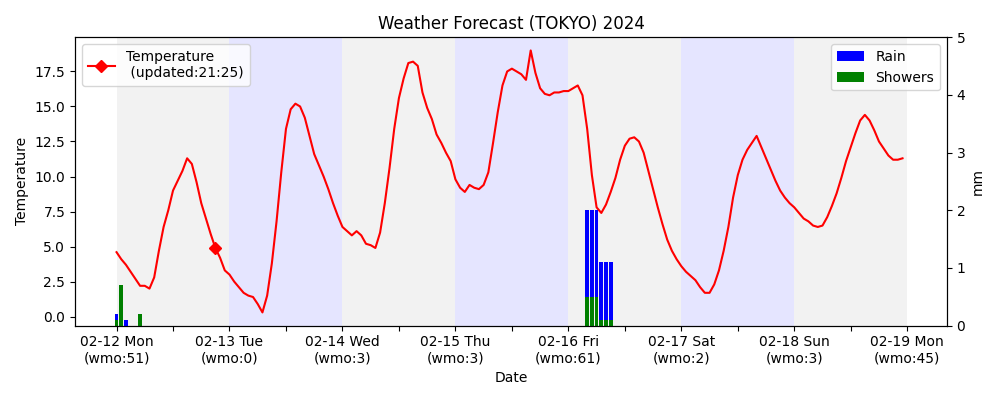 Weather Forecast (TOKYO) 2024
Temperature
(updated:21:25)
Rain
Showers
Temperature
17.5
15.0
12.5
10.0
7.5
5.0
2.5
0.0
5
4
3
2
1
0
mm
02-12 Mon
(wmo:51)
02-13 Tue
(wmo:0)
02-14 Wed
(wmo:3)
02-15 Thu
(wmo:3)
02-16 Fri
(wmo:61)
02-17 Sat
(wmo:2)
02-18 Sun
(wmo:3)
02-19 Mon
(wmo:45)
Date